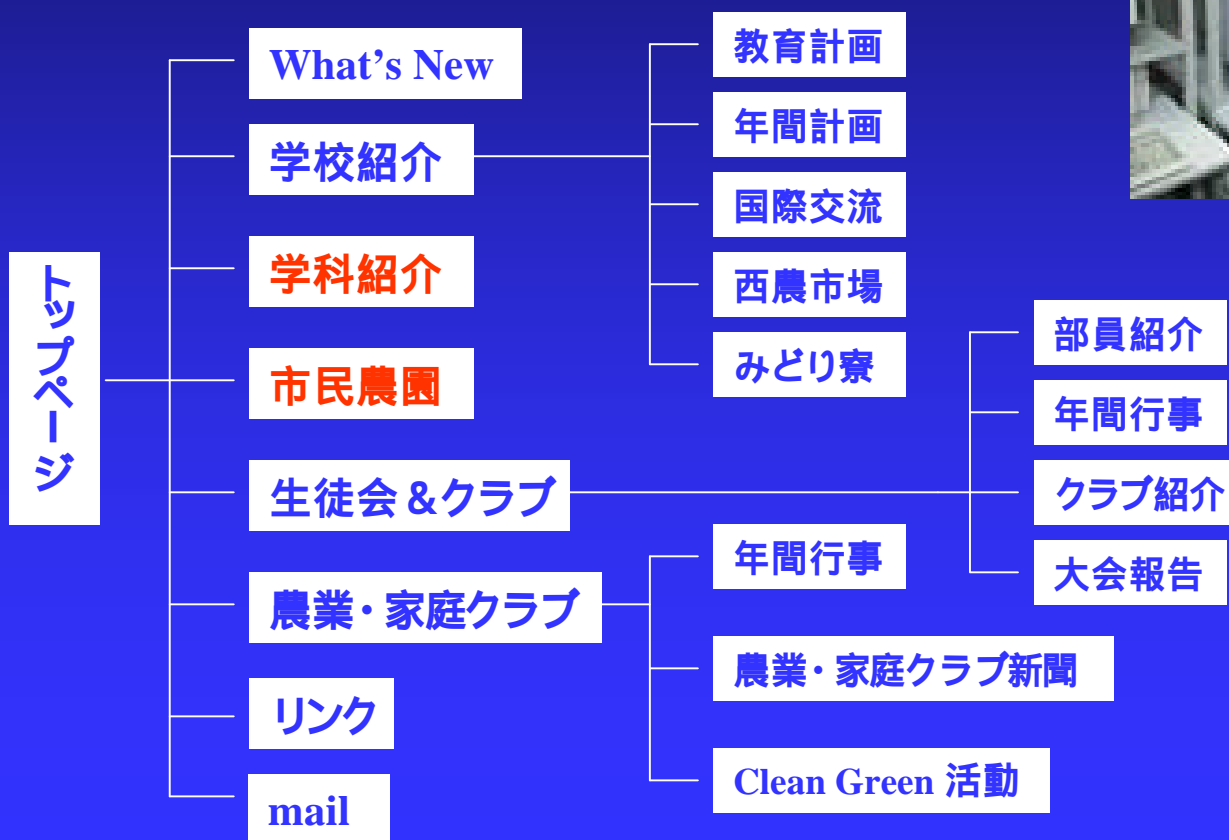 トップページ
What's New
学校紹介
学科紹介
市民農園
生徒会＆クラブ
農業・家庭クラブ
リンク
mail
教育計画
年間計画
国際交流
西農市場
みどり寮
年間行事
農業・家庭クラブ新聞
Clean Green 活動
部員紹介
年間行事
クラブ紹介
大会報告